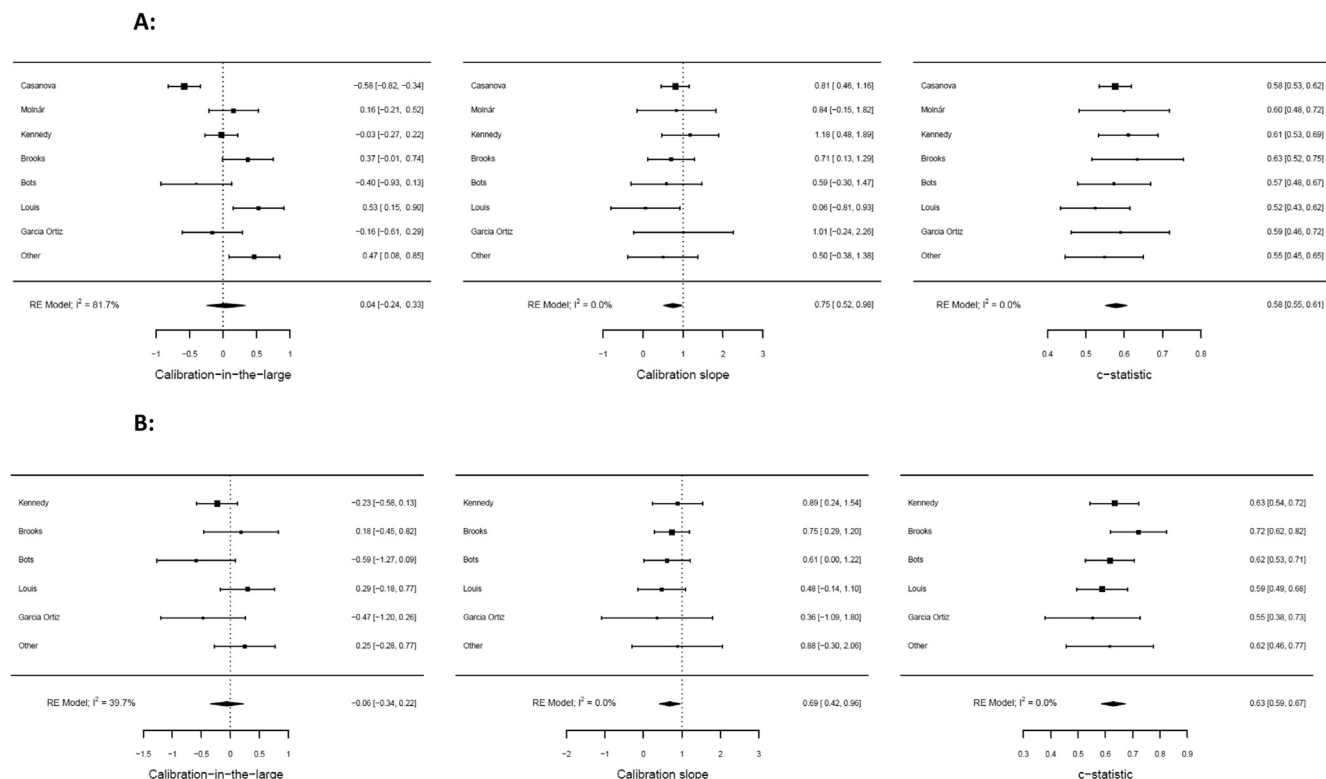 A:
Casanova −0.58 [−0.82, −0.34]
Molnár 0.16 [−0.21, 0.52]
Kennedy −0.03 [−0.27, 0.22]
Brooks 0.37 [−0.01, 0.74]
Bots −0.40 [−0.93, 0.13]
Louis 0.53 [ 0.15, 0.90]
Garcia Ortiz −0.16 [−0.61, 0.29]
Other 0.47 [ 0.08, 0.85]
RE Model; I² = 81.7% 0.04 [−0.24, 0.33]
−1 −0.5 0 0.5 1
Calibration−in−the−large
Casanova 0.81 [ 0.46, 1.16]
Molnár 0.84 [−0.15, 1.82]
Kennedy 1.18 [ 0.48, 1.89]
Brooks 0.71 [ 0.13, 1.29]
Bots 0.59 [−0.30, 1.47]
Louis 0.06 [−0.81, 0.93]
Garcia Ortiz 1.01 [−0.24, 2.26]
Other 0.50 [−0.38, 1.38]
RE Model; I² = 0.0% 0.75 [ 0.52, 0.98]
−1 0 1 2 3
Calibration slope
Casanova 0.58 [0.53, 0.62]
Molnár 0.60 [0.48, 0.72]
Kennedy 0.61 [0.53, 0.69]
Brooks 0.63 [0.52, 0.75]
Bots 0.57 [0.48, 0.67]
Louis 0.52 [0.43, 0.62]
Garcia Ortiz 0.59 [0.46, 0.72]
Other 0.55 [0.45, 0.65]
RE Model; I² = 0.0% 0.58 [0.55, 0.61]
0.4 0.5 0.6 0.7 0.8
c−statistic
B:
Kennedy −0.23 [−0.58, 0.13]
Brooks 0.18 [−0.45, 0.82]
Bots −0.59 [−1.27, 0.09]
Louis 0.29 [−0.18, 0.77]
Garcia Ortiz −0.47 [−1.20, 0.26]
Other 0.25 [−0.28, 0.77]
RE Model; I² = 39.7% −0.06 [−0.34, 0.22]
−1.5 −1 −0.5 0 0.5 1
Calibration−in−the−large
Kennedy 0.89 [ 0.24, 1.54]
Brooks 0.75 [ 0.29, 1.20]
Bots 0.61 [ 0.00, 1.22]
Louis 0.48 [−0.14, 1.10]
Garcia Ortiz 0.36 [−1.09, 1.80]
Other 0.88 [−0.30, 2.06]
RE Model; I² = 0.0% 0.69 [ 0.42, 0.96]
−2 −1 0 1 2 3
Calibration slope
Kennedy 0.63 [0.54, 0.72]
Brooks 0.72 [0.62, 0.82]
Bots 0.62 [0.53, 0.71]
Louis 0.59 [0.49, 0.68]
Garcia Ortiz 0.55 [0.38, 0.73]
Other 0.62 [0.46, 0.77]
RE Model; I² = 0.0% 0.63 [0.59, 0.67]
0.3 0.4 0.5 0.6 0.7 0.8 0.9
c−statistic